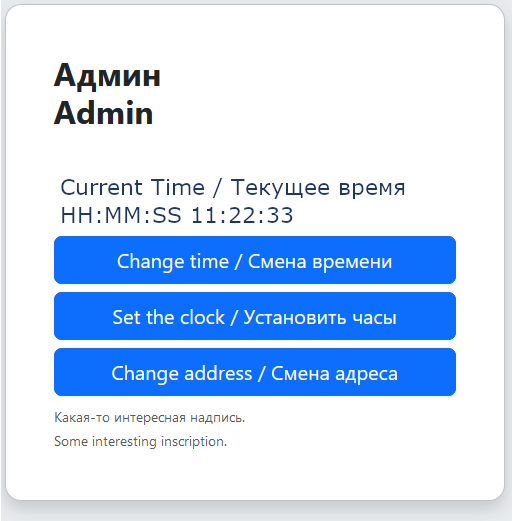 Админ
Admin
Current Time / Текущее время
HH:MM:SS 11:22:33
Change time / Смена времени
Set the clock / Установить часы
Change address / Смена адреса
Какая-то интересная надпись.
Some interesting inscription.